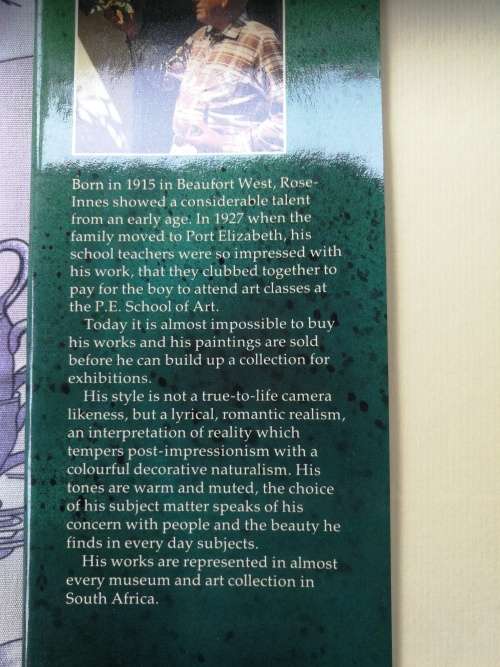 Born in 1915 in Beaufort West, Rose-
Innes showed a considerable talent
from an early age. In 1927 when the
family moved to Port Elizabeth, his
school teachers were so impressed with
his work, that they clubbed together to
pay for the boy to attend art classes at
the P.E. School of Art.
Today it is almost impossible to buy
his works and his paintings are sold
before he can build up a collection for
exhibitions.
His style is not a true-to-life camera
likeness, but a lyrical, romantic realism,
an interpretation of reality which
tempers post-impressionism with a
colourful decorative naturalism. His
tones are warm and muted, the choice
of his subject matter speaks of his
concern with people and the beauty he
finds in every day subjects.
His works are represented in almost
every museum and art collection in
South Africa.